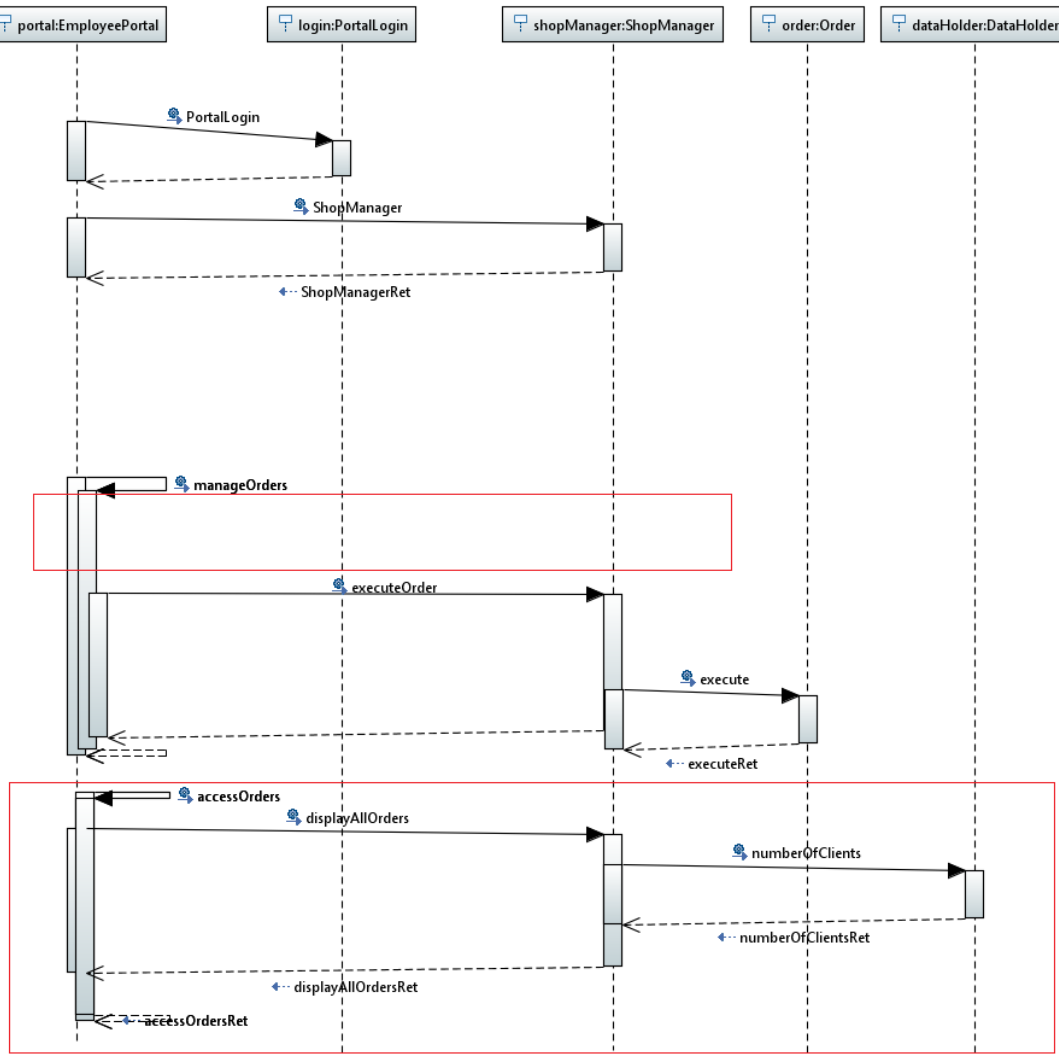 portal:EmployeePortal
login:PortalLogin
shopManager:ShopManager
order:Order
dataHolder:DataHolder
PortalLogin
ShopManager
ShopManagerRet
manageOrders
executeOrder
execute
executeRet
accessOrders
displayAllOrders
numberOfClients
numberOfClientsRet
displayAllOrdersRet
accessOrdersRet